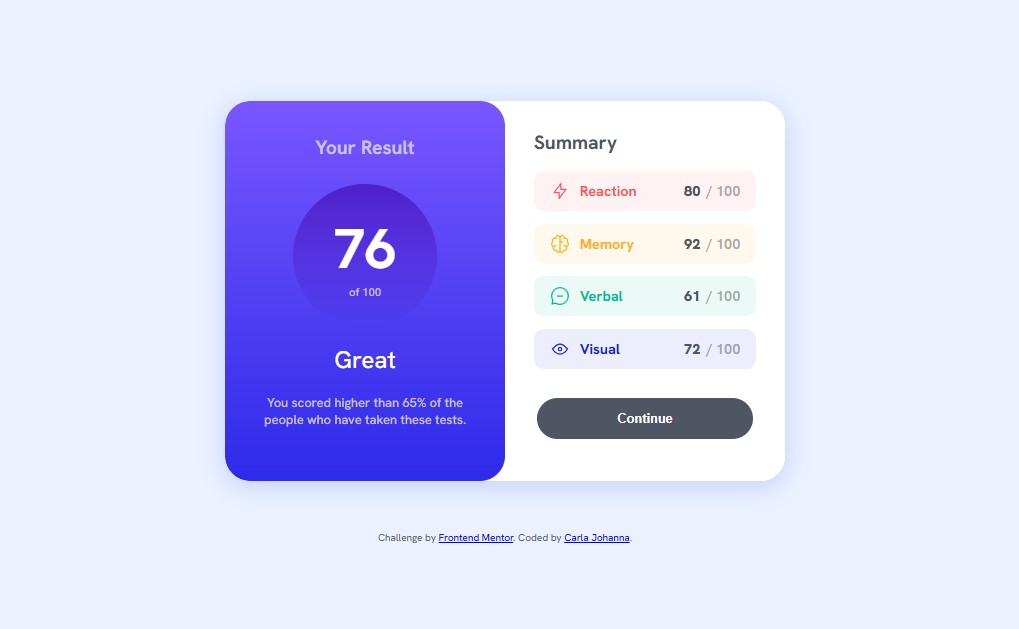 Your Result
76
of 100
Great
You scored higher than 65% of the
people who have taken these tests.
Summary
Reaction 80 / 100
Memory 92 / 100
Verbal 61 / 100
Visual 72 / 100
Continue
Challenge by Frontend Mentor. Coded by Carla Johanna.